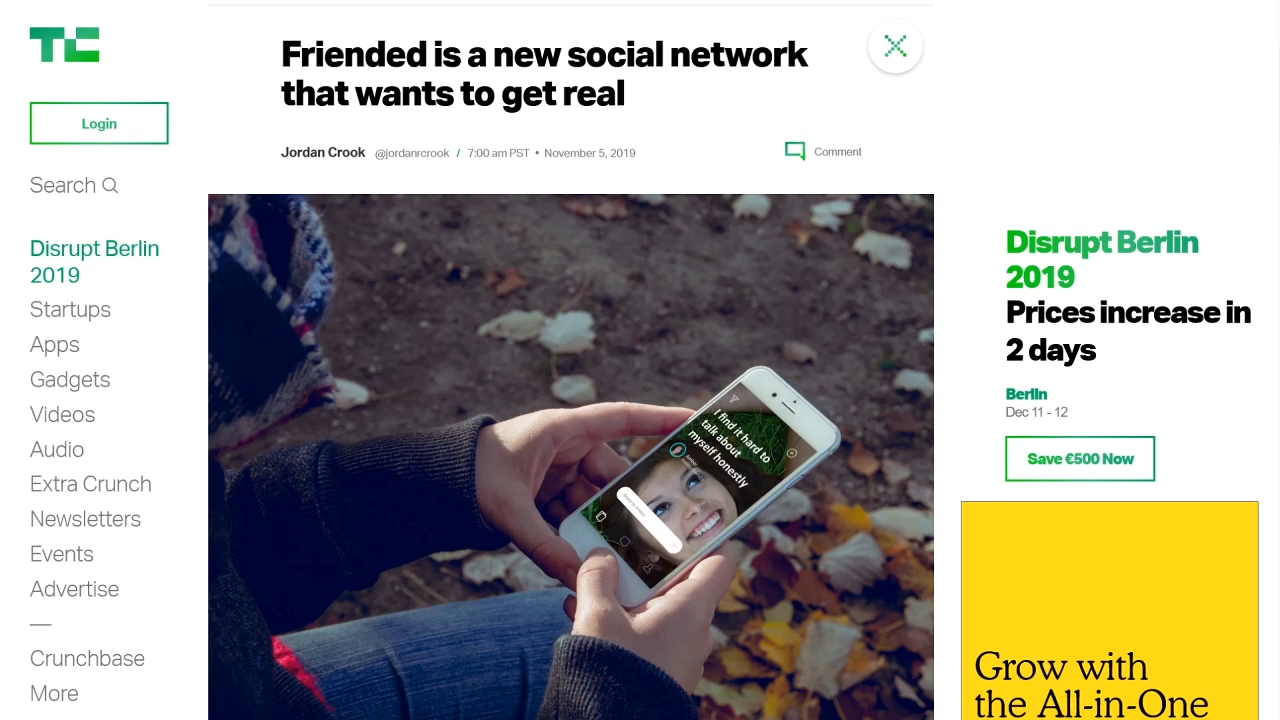 TC
Login
Search
Disrupt Berlin
2019
Startups
Apps
Gadgets
Videos
Audio
Extra Crunch
Newsletters
Events
Advertise
—
Crunchbase
More
Friended is a new social network
that wants to get real
Jordan Crook @jordanrcrook / 7:00 am PST • November 5, 2019
Comment
I find it hard to
talk about
myself honestly
Disrupt Berlin
2019
Prices increase in
2 days
Berlin
Dec 11 - 12
Save €500 Now
Grow with
the All-in-One